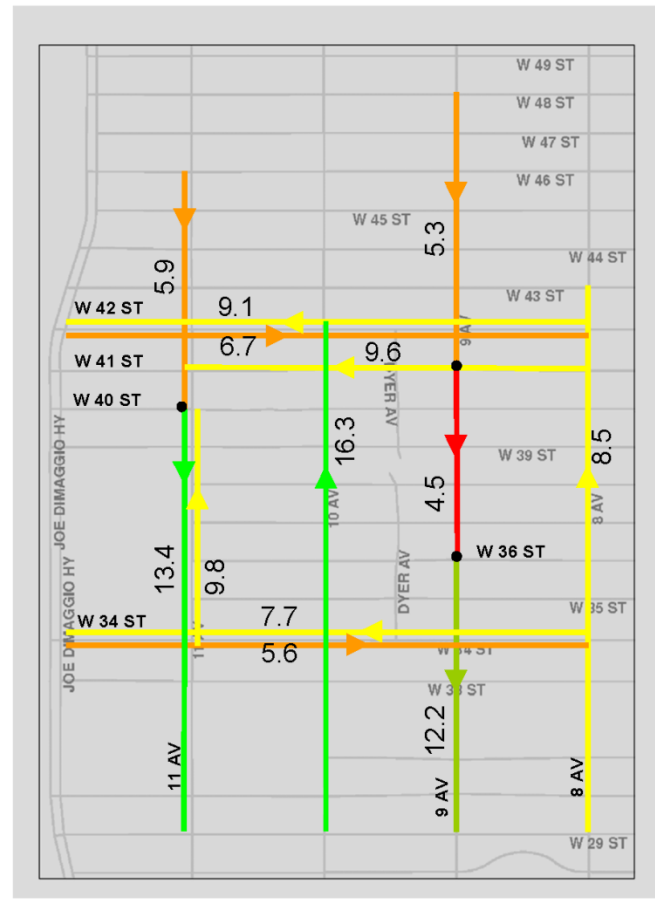 W 49 ST
W 48 ST
W 47 ST
W 46 ST
W 45 ST
5.3
W 44 ST
5.9
W 43 ST
9.1
W 42 ST
9 AV
6.7
9.6
W 41 ST
DYER AV
W 40 ST
16.3
8.5
JOE DIMAGGIO HY
W 39 ST
4.5
10 AV
8 AV
W 36 ST
13.4
9.8
DYER AV
JOE DIMAGGIO HY
7.7
W 35 ST
W 34 ST
5.6
W 34 ST
W 33 ST
12.2
11 AV
9 AV
8 AV
W 29 ST